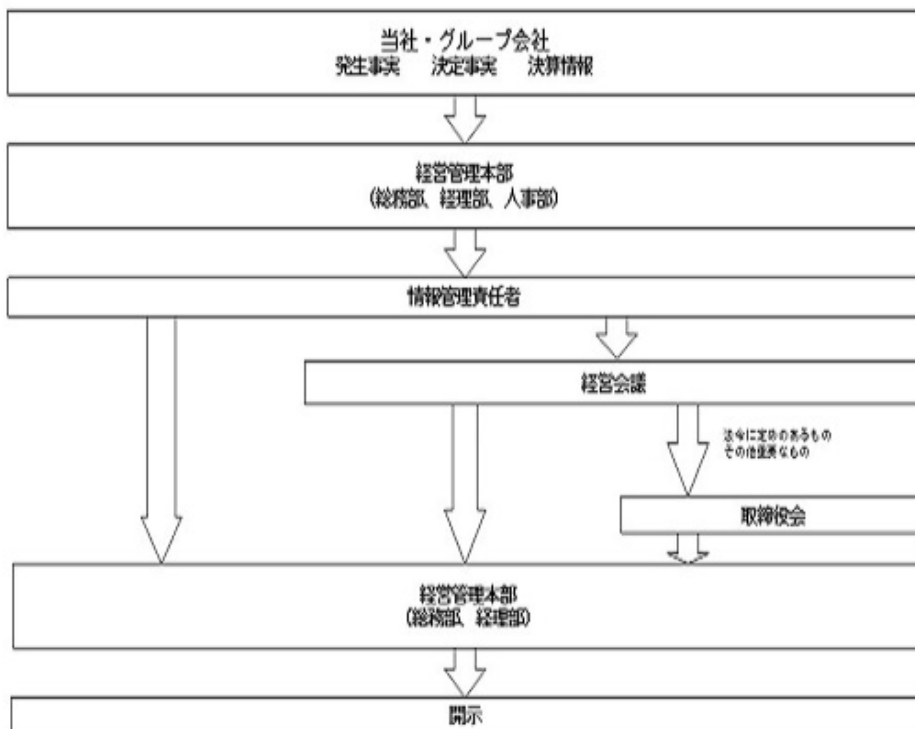 当社・グループ会社
発生事実　決定事実　決算情報
経営管理本部
(総務部、経理部、人事部)
情報管理責任者
経営会議
法令に定めのあるもの
その他重要なもの
取締役会
経営管理本部
(総務部、経理部)
開示